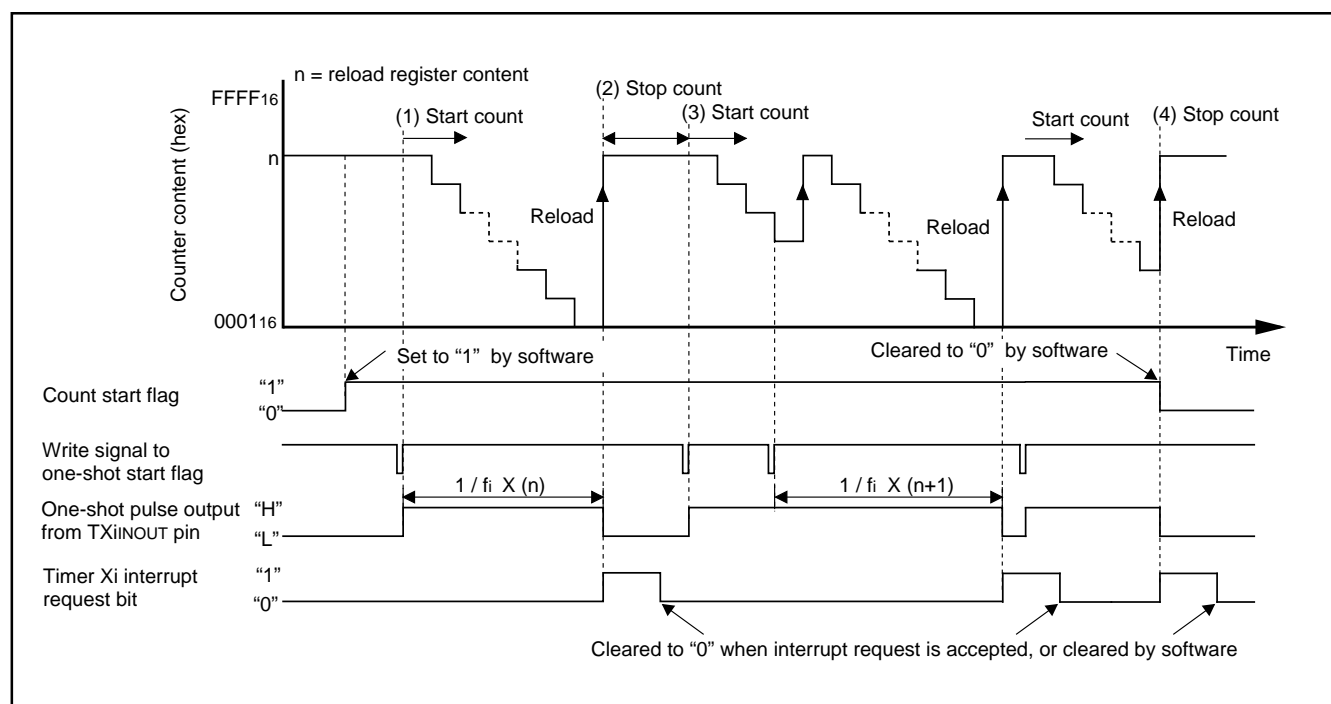 n = reload register content
FFFF16
(2) Stop count
(1) Start count
(3) Start count
Start count
(4) Stop count
n
Counter content (hex)
Reload
Reload
Reload
000116
Time
Set to “1” by software
Cleared to “0” by software
Count start flag
“1”
“0”
Write signal to
one-shot start flag
1 / fi X (n)
1 / fi X (n+1)
One-shot pulse output
from TXiINOUT pin
“H”
“L”
Timer Xi interrupt
request bit
“1”
“0”
Cleared to “0” when interrupt request is accepted, or cleared by software